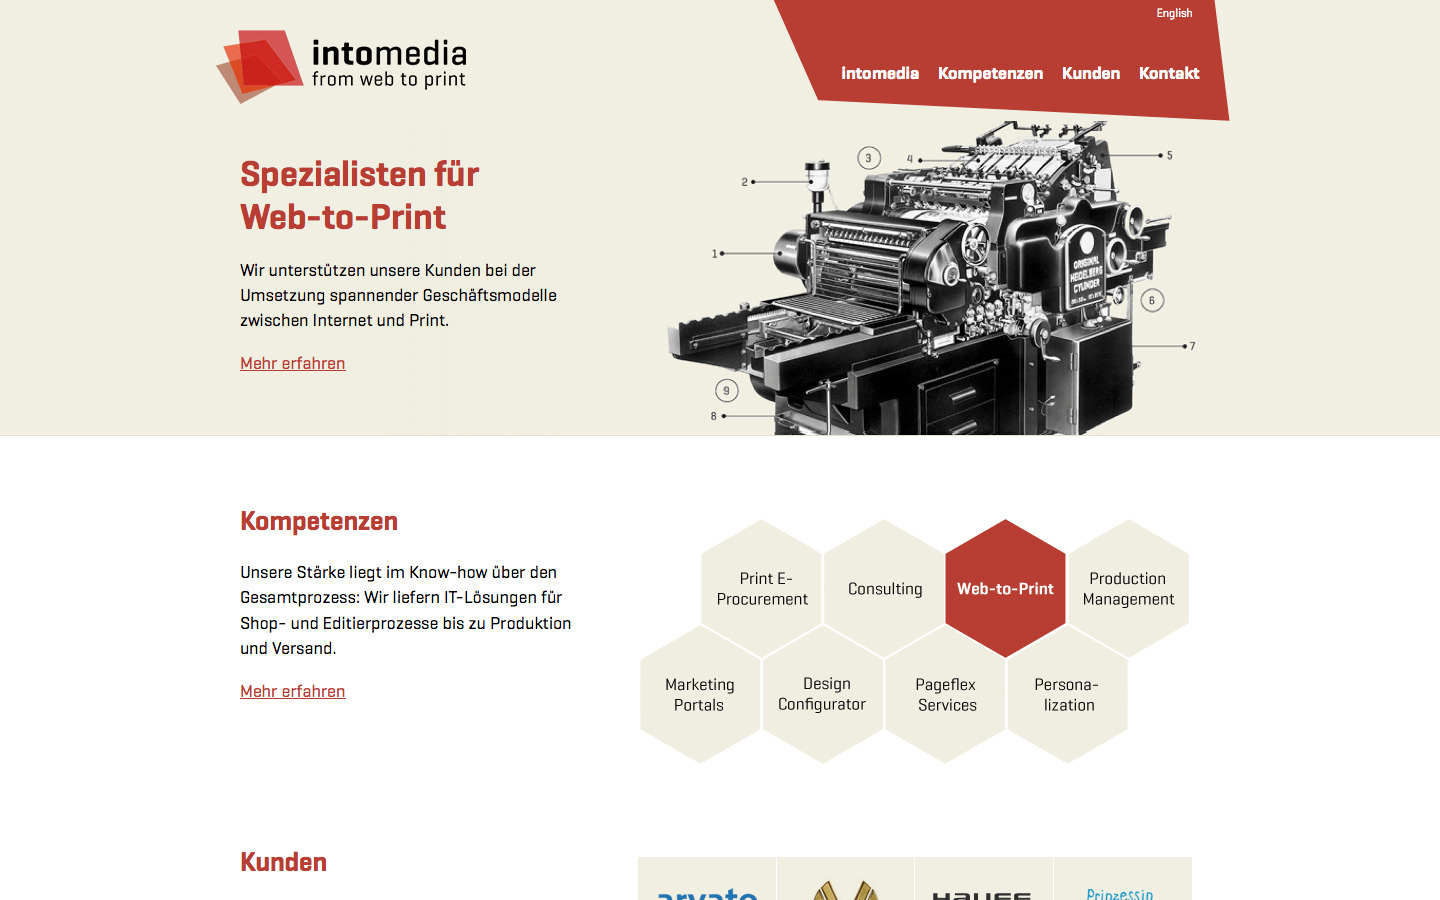 English
intomedia
from web to print
intomedia Kompetenzen Kunden Kontakt
Spezialisten für
Web-to-Print
Wir unterstützen unsere Kunden bei der
Umsetzung spannender Geschäftsmodelle
zwischen Internet und Print.
Mehr erfahren
3
4
5
2
1
ORIGINAL
HEIDELBERG
CYLINDER
6
7
9
8
Kompetenzen
Unsere Stärke liegt im Know-how über den
Gesamtprozess: Wir liefern IT-Lösungen für
Shop- und Editierprozesse bis zu Produktion
und Versand.
Mehr erfahren
Print E-
Procurement
Consulting
Web-to-Print
Production
Management
Marketing
Portals
Design
Configurator
Pageflex
Services
Persona-
lization
Kunden
arvato
Prinzessin